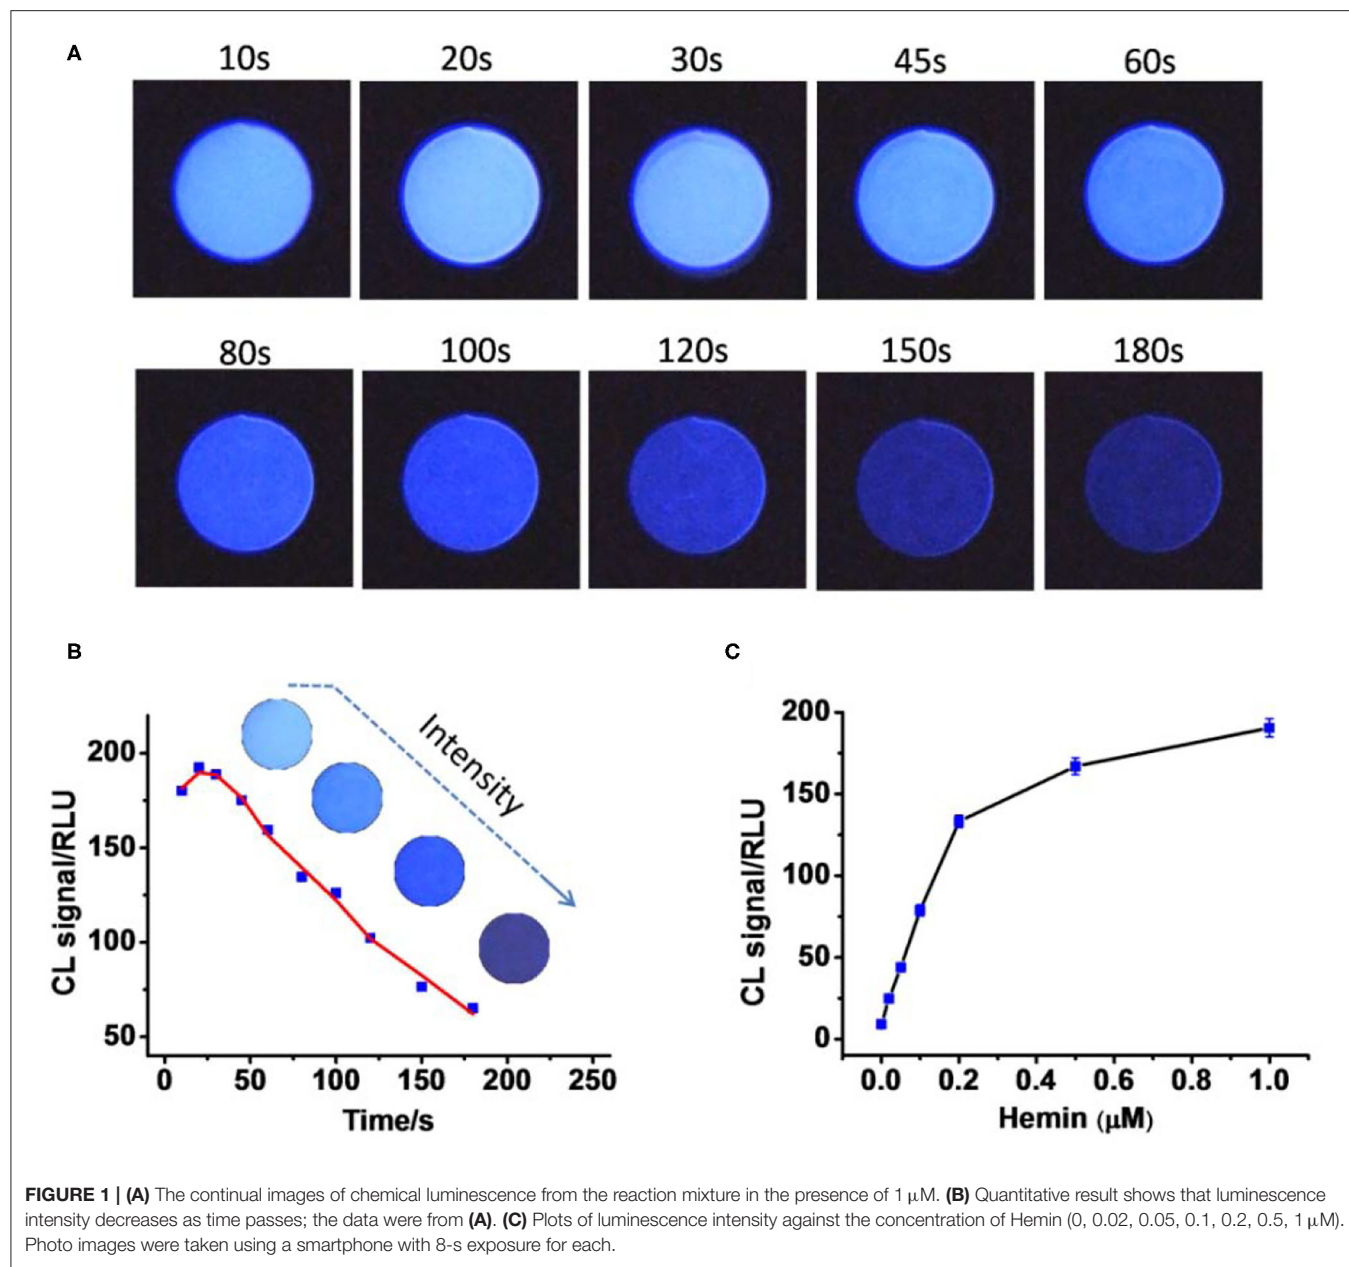 A
10s 20s 30s 45s 60s
80s 100s 120s 150s 180s
B
C
Intensity
200
150
100
50
CL signal/RLU
0 50 100 150 200 250
Time/s
200
150
100
50
0
CL signal/RLU
0.0 0.2 0.4 0.6 0.8 1.0
Hemin (μM)
FIGURE 1 | (A) The continual images of chemical luminescence from the reaction mixture in the presence of 1 μM. (B) Quantitative result shows that luminescence
intensity decreases as time passes; the data were from (A). (C) Plots of luminescence intensity against the concentration of Hemin (0, 0.02, 0.05, 0.1, 0.2, 0.5, 1 μM).
Photo images were taken using a smartphone with 8-s exposure for each.